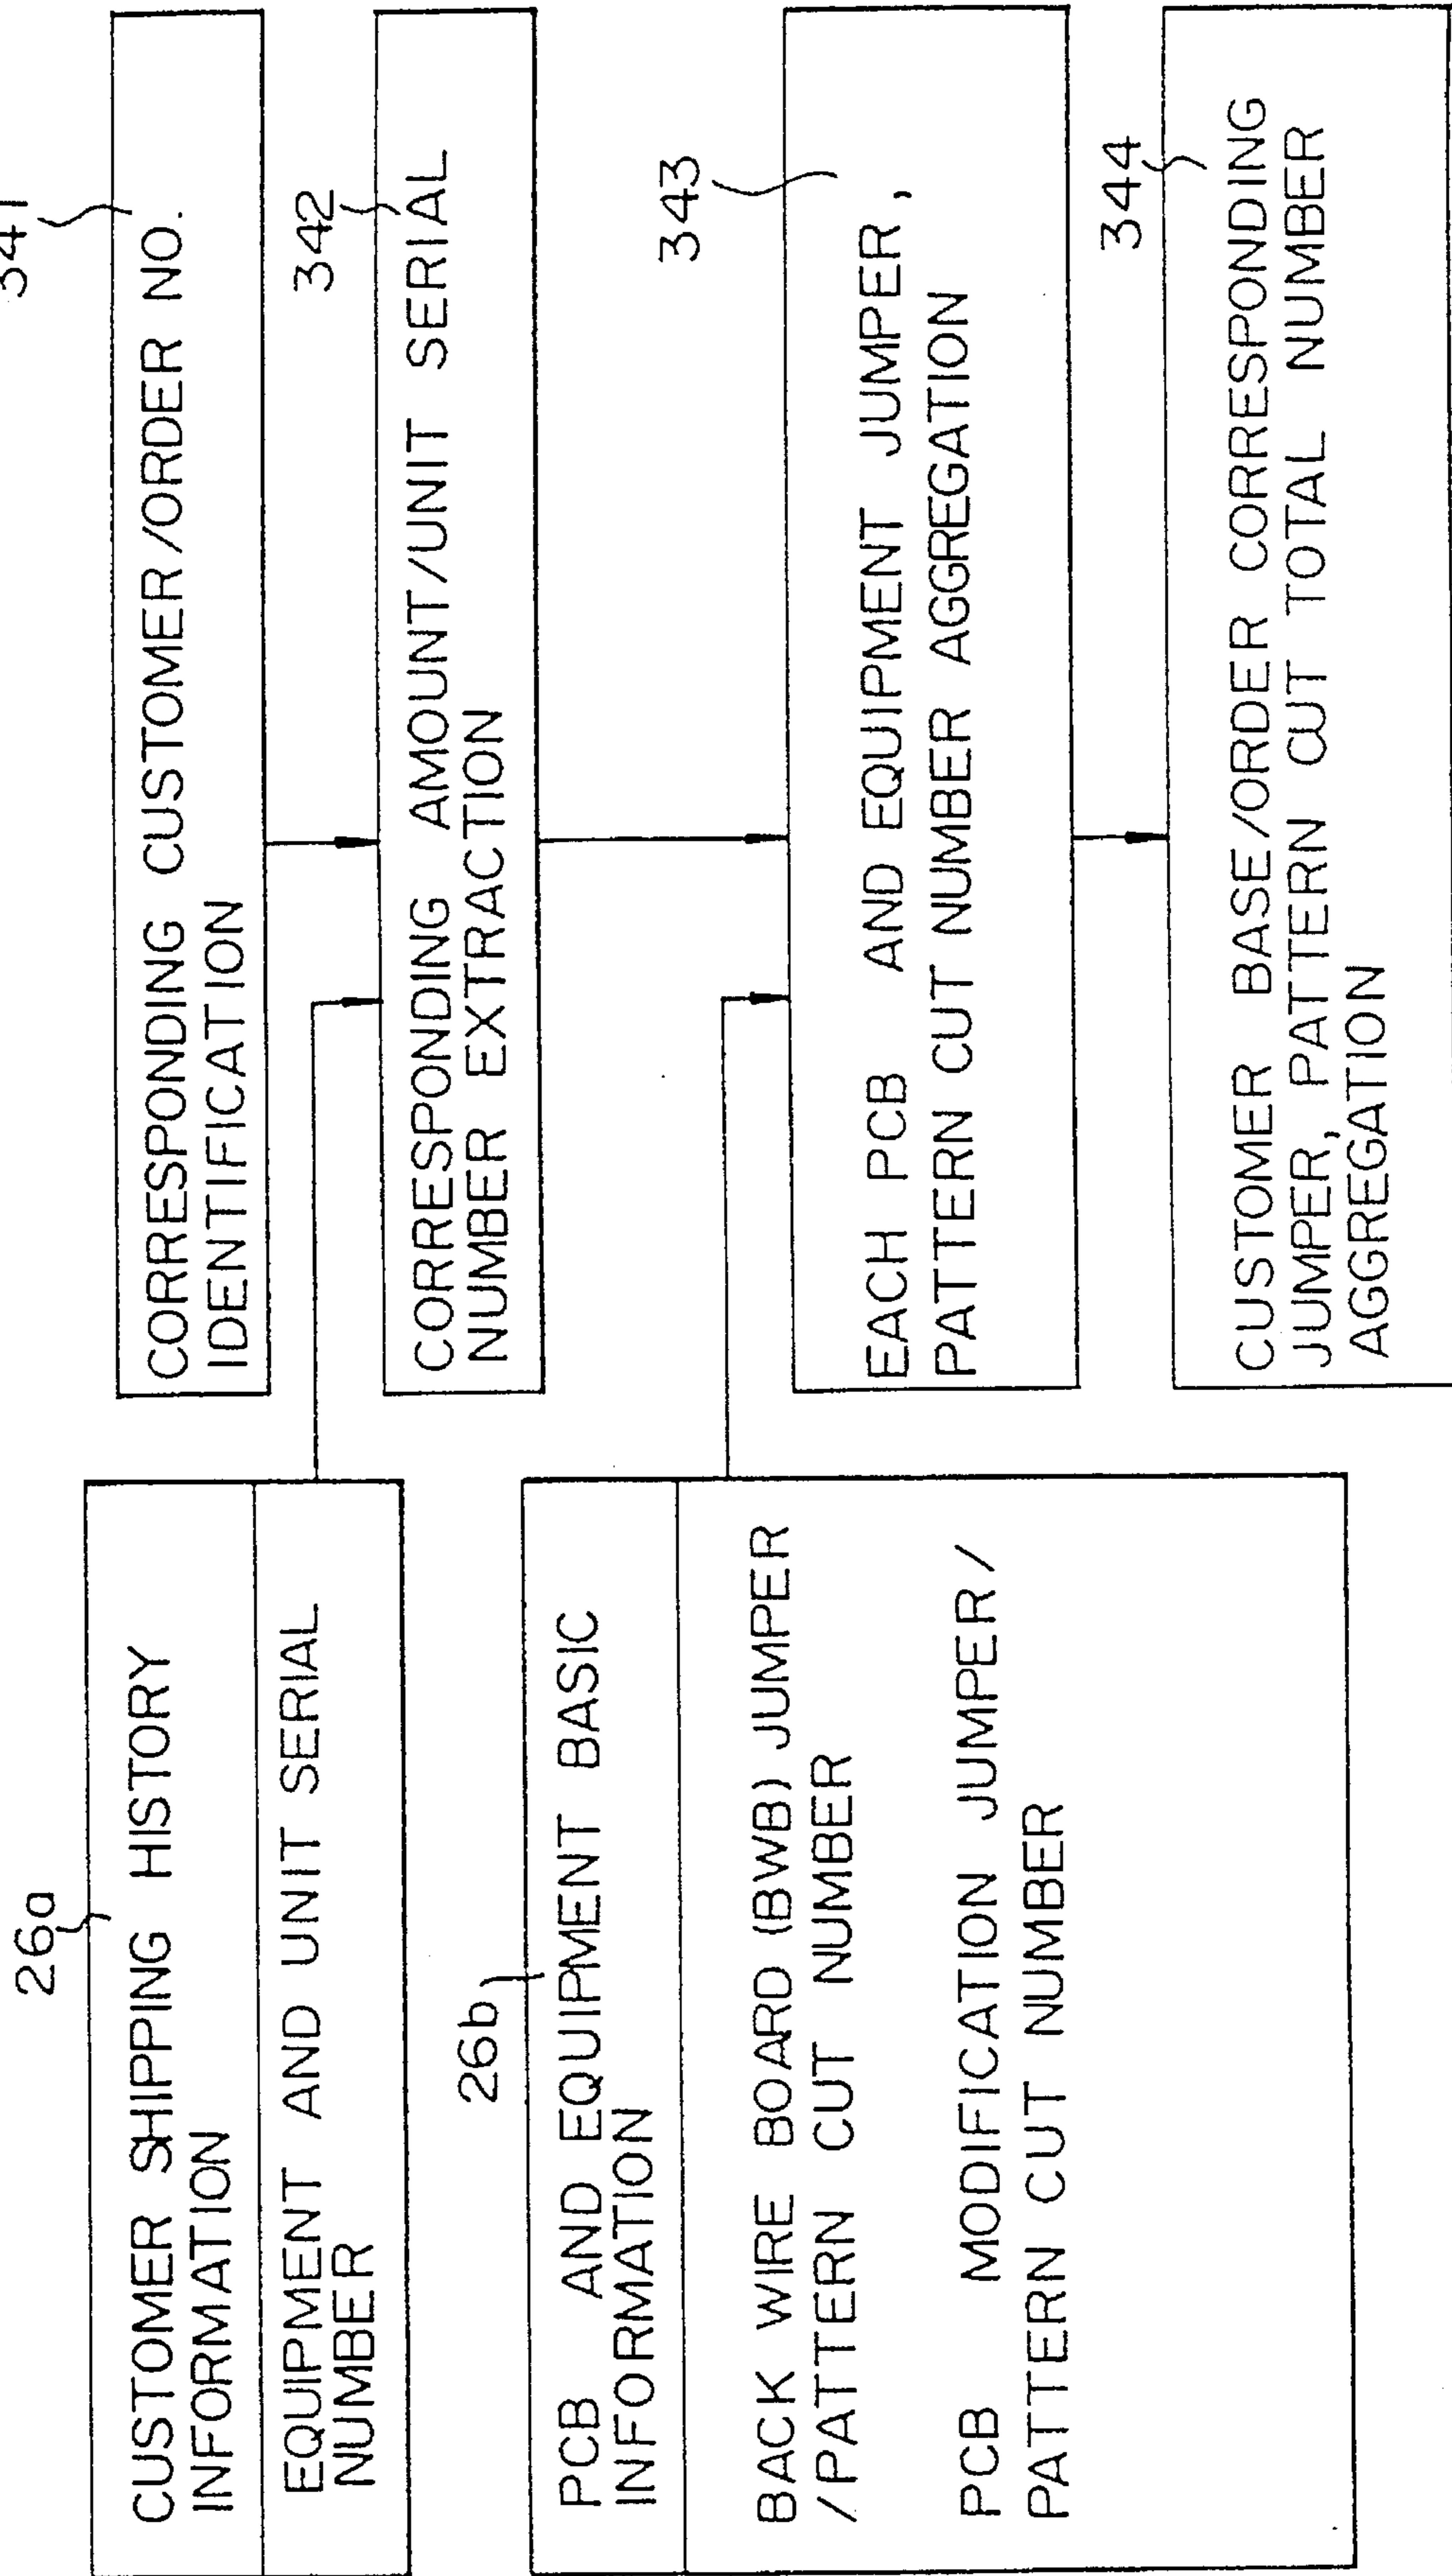 26a
CUSTOMER SHIPPING HISTORY
INFORMATION
EQUIPMENT AND UNIT SERIAL
NUMBER
26b
PCB AND EQUIPMENT BASIC
INFORMATION
BACK WIRE BOARD (BWB) JUMPER
/PATTERN CUT NUMBER
PCB MODIFICATION JUMPER/
PATTERN CUT NUMBER
341
CORRESPONDING CUSTOMER/ORDER NO.
IDENTIFICATION
342
CORRESPONDING AMOUNT/UNIT SERIAL
NUMBER EXTRACTION
343
EACH PCB AND EQUIPMENT JUMPER,
PATTERN CUT NUMBER AGGREGATION
344
CUSTOMER BASE/ORDER CORRESPONDING
JUMPER, PATTERN CUT TOTAL NUMBER
AGGREGATION